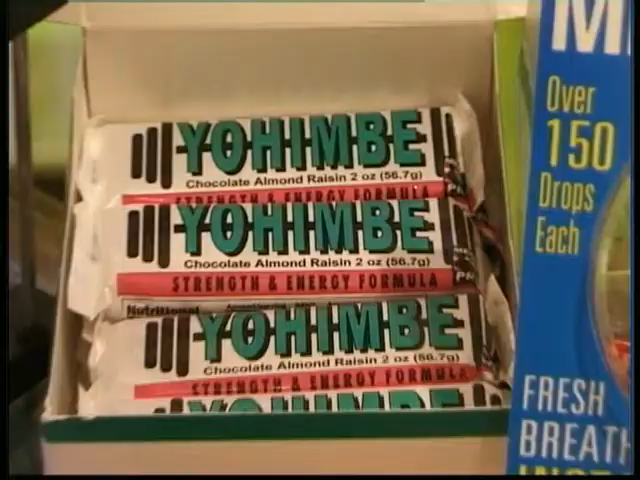 YOHIMBE
Chocolate Almond Raisin 2 oz (56.7g)
STRENGTH & ENERGY FORMULA
YOHIMBE
Chocolate Almond Raisin 2 oz (56.7g)
STRENGTH & ENERGY FORMULA
Nutritional
YOHIMBE
Chocolate Almond Raisin 2 oz (56.7g)
STRENGTH & ENERGY FORMULA
YOHIMBE
M
Over
150
Drops
Each
FRESH
BREATH